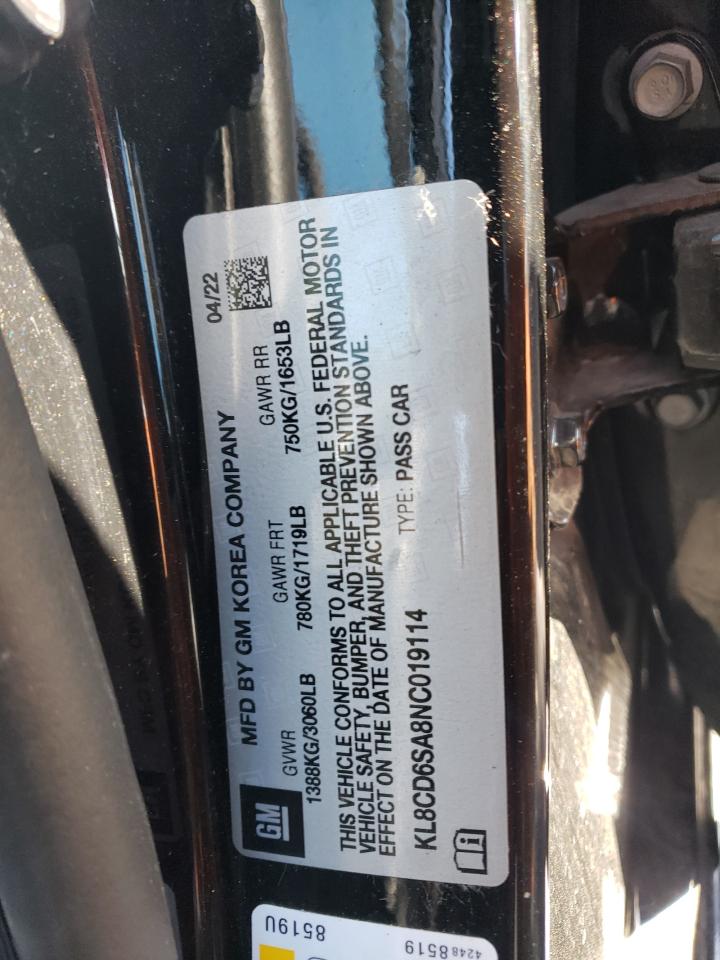 MFD BY GM KOREA COMPANY 04/22
GM
GVWR GAWR FRT GAWR RR
1388KG/3060LB 780KG/1719LB 750KG/1653LB
THIS VEHICLE CONFORMS TO ALL APPLICABLE U.S. FEDERAL MOTOR
VEHICLE SAFETY, BUMPER, AND THEFT PREVENTION STANDARDS IN
EFFECT ON THE DATE OF MANUFACTURE SHOWN ABOVE.
TYPE: PASS CAR
KL8CD6SA8NC019114
8519U
42488519